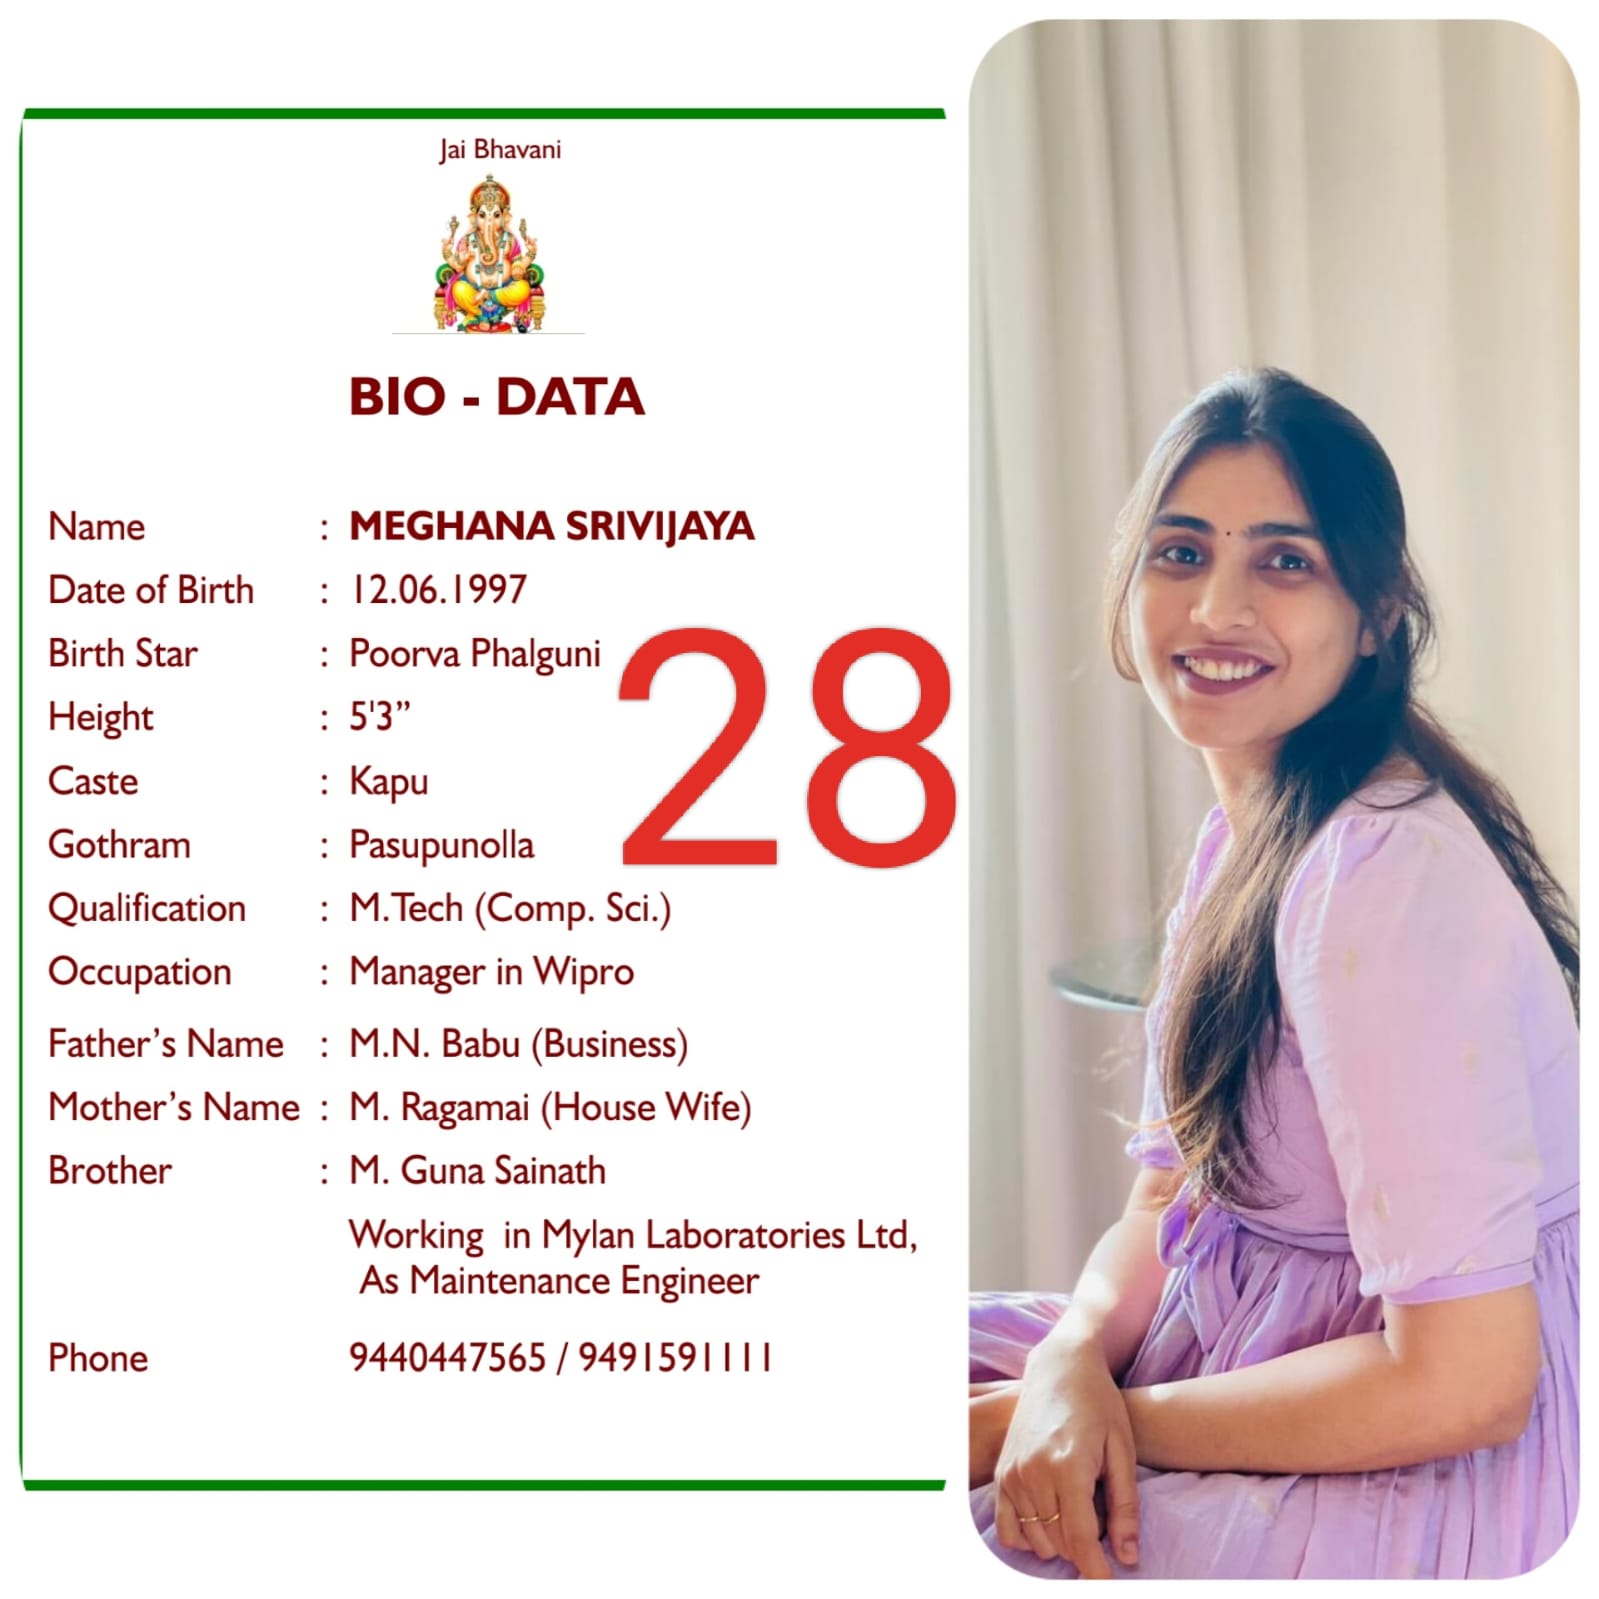 Jai Bhavani
BIO - DATA
Name : MEGHANA SRIVIJAYA
Date of Birth : 12.06.1997
Birth Star : Poorva Phalguni
28
Height : 5'3”
Caste : Kapu
Gothram : Pasupunolla
Qualification : M.Tech (Comp. Sci.)
Occupation : Manager in Wipro
Father’s Name : M.N. Babu (Business)
Mother’s Name : M. Ragamai (House Wife)
Brother : M. Guna Sainath
Working in Mylan Laboratories Ltd,
As Maintenance Engineer
Phone 9440447565 / 9491591111